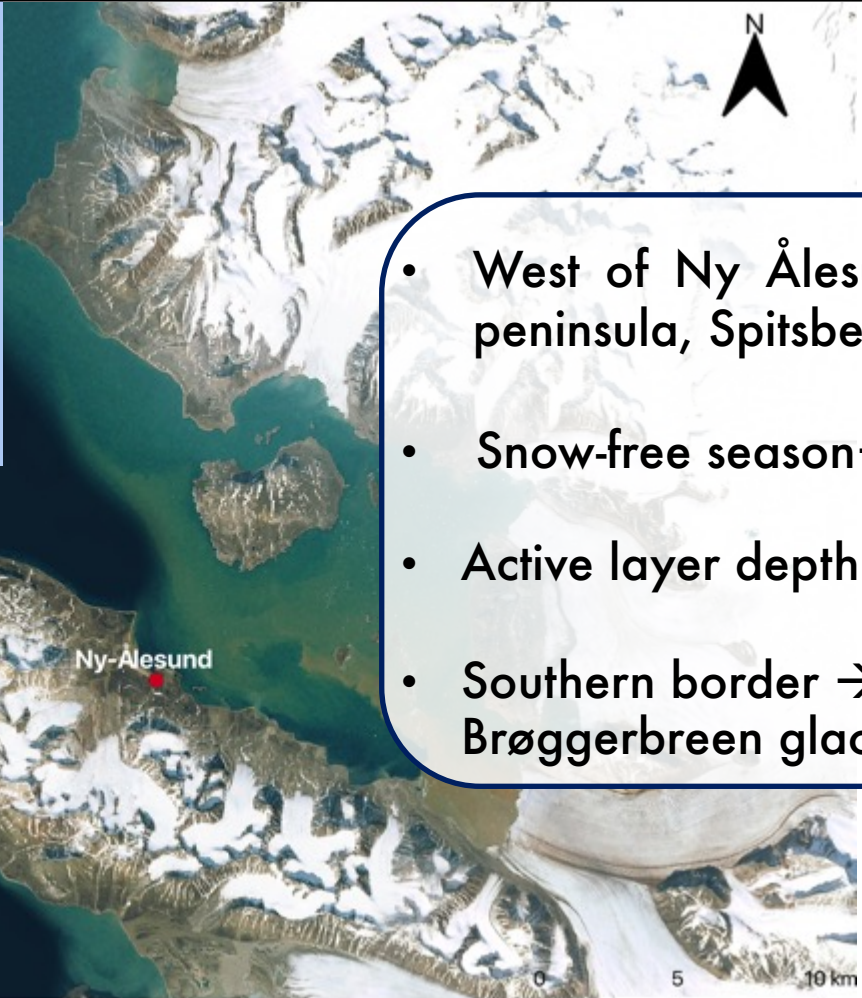 N
• West of Ny Åles
peninsula, Spitsbe
• Snow-free season
• Active layer depth
• Southern border →
Brøggerbreen glac
Ny-Ålesund
0 5 10 km